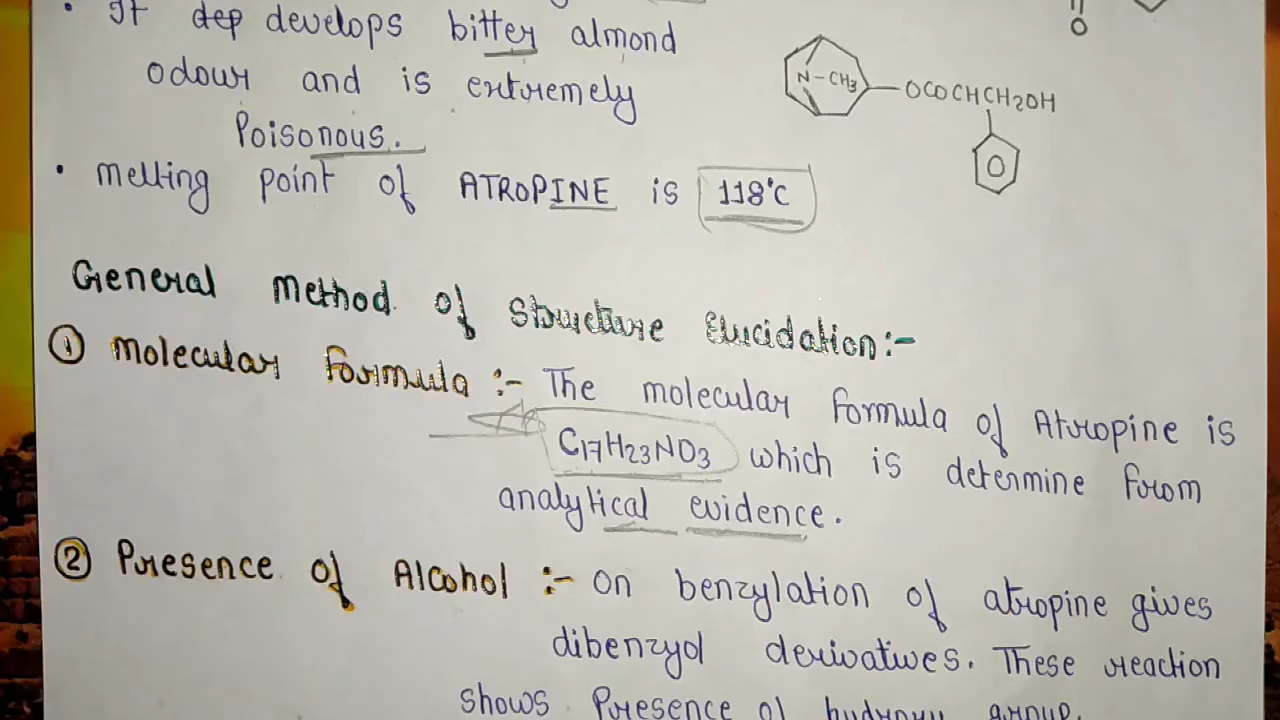 • It dep develops bitter almond
odour and is extremely
Poisonous.
• melting point of ATROPINE is 118°C
O
N-CH3
OCOCHCH2OH
General Method of Structure Elucidation:-
① Molecular Formula :- The molecular formula of Atropine is
C17H23NO3 which is determine from
analytical evidence.
② Presence of Alcohol :- On benzylation of atropine gives
dibenzyol derivatives. These reaction
shows Presence of hydroxy group.